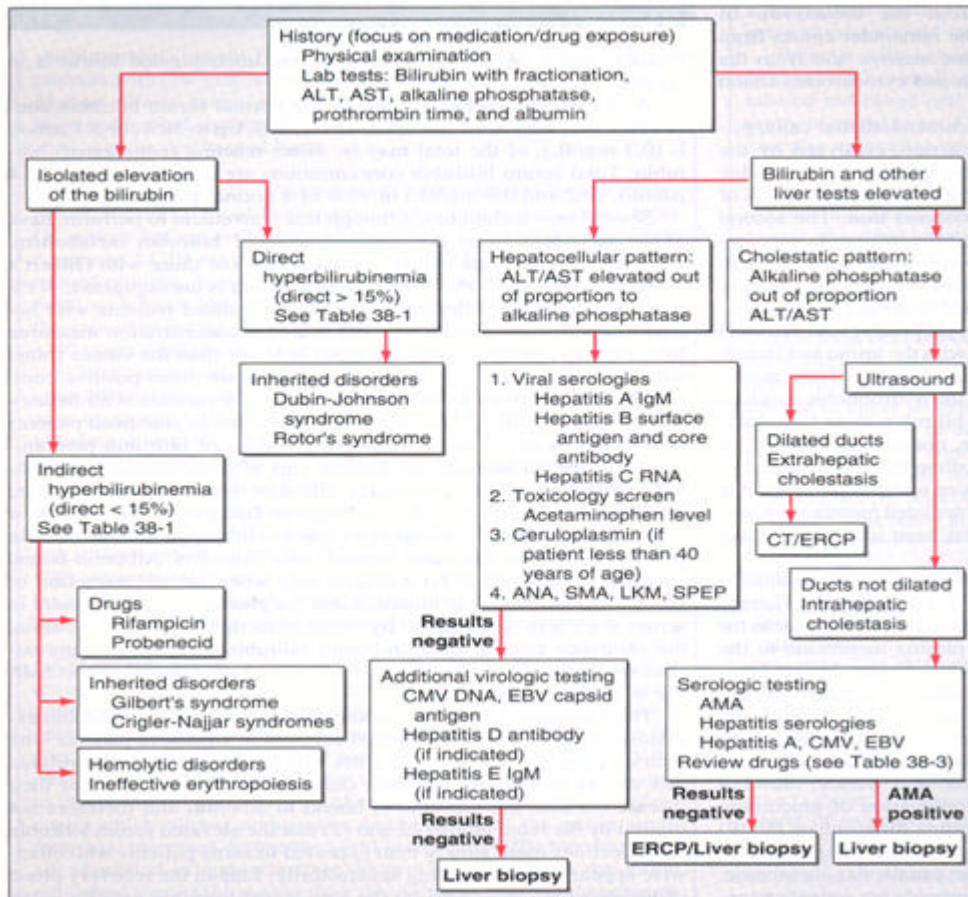 History (focus on medication/drug exposure)
Physical examination
Lab tests: Bilirubin with fractionation,
ALT, AST, alkaline phosphatase,
prothrombin time, and albumin
Isolated elevation
of the bilirubin
Bilirubin and other
liver tests elevated
Direct
hyperbilirubinemia
(direct > 15%)
See Table 38-1
Inherited disorders
Dubin-Johnson
syndrome
Rotor's syndrome
Indirect
hyperbilirubinemia
(direct < 15%)
See Table 38-1
Drugs
Rifampicin
Probenecid
Inherited disorders
Gilbert's syndrome
Crigler-Najjar syndromes
Hemolytic disorders
Ineffective erythropoiesis
Hepatocellular pattern:
ALT/AST elevated out
of proportion to
alkaline phosphatase
1. Viral serologies
Hepatitis A IgM
Hepatitis B surface
antigen and core
antibody
Hepatitis C RNA
2. Toxicology screen
Acetaminophen level
3. Ceruloplasmin (if
patient less than 40
years of age)
4. ANA, SMA, LKM, SPEP
Results
negative
Additional virologic testing
CMV DNA, EBV capsid
antigen
Hepatitis D antibody
(if indicated)
Hepatitis E IgM
(if indicated)
Results
negative
Liver biopsy
Cholestatic pattern:
Alkaline phosphatase
out of proportion
ALT/AST
Ultrasound
Dilated ducts
Extrahepatic
cholestasis
CT/ERCP
Ducts not dilated
Intrahepatic
cholestasis
Serologic testing
AMA
Hepatitis serologies
Hepatitis A, CMV, EBV
Review drugs (see Table 38-3)
Results
negative
AMA
positive
ERCP/Liver biopsy
Liver biopsy